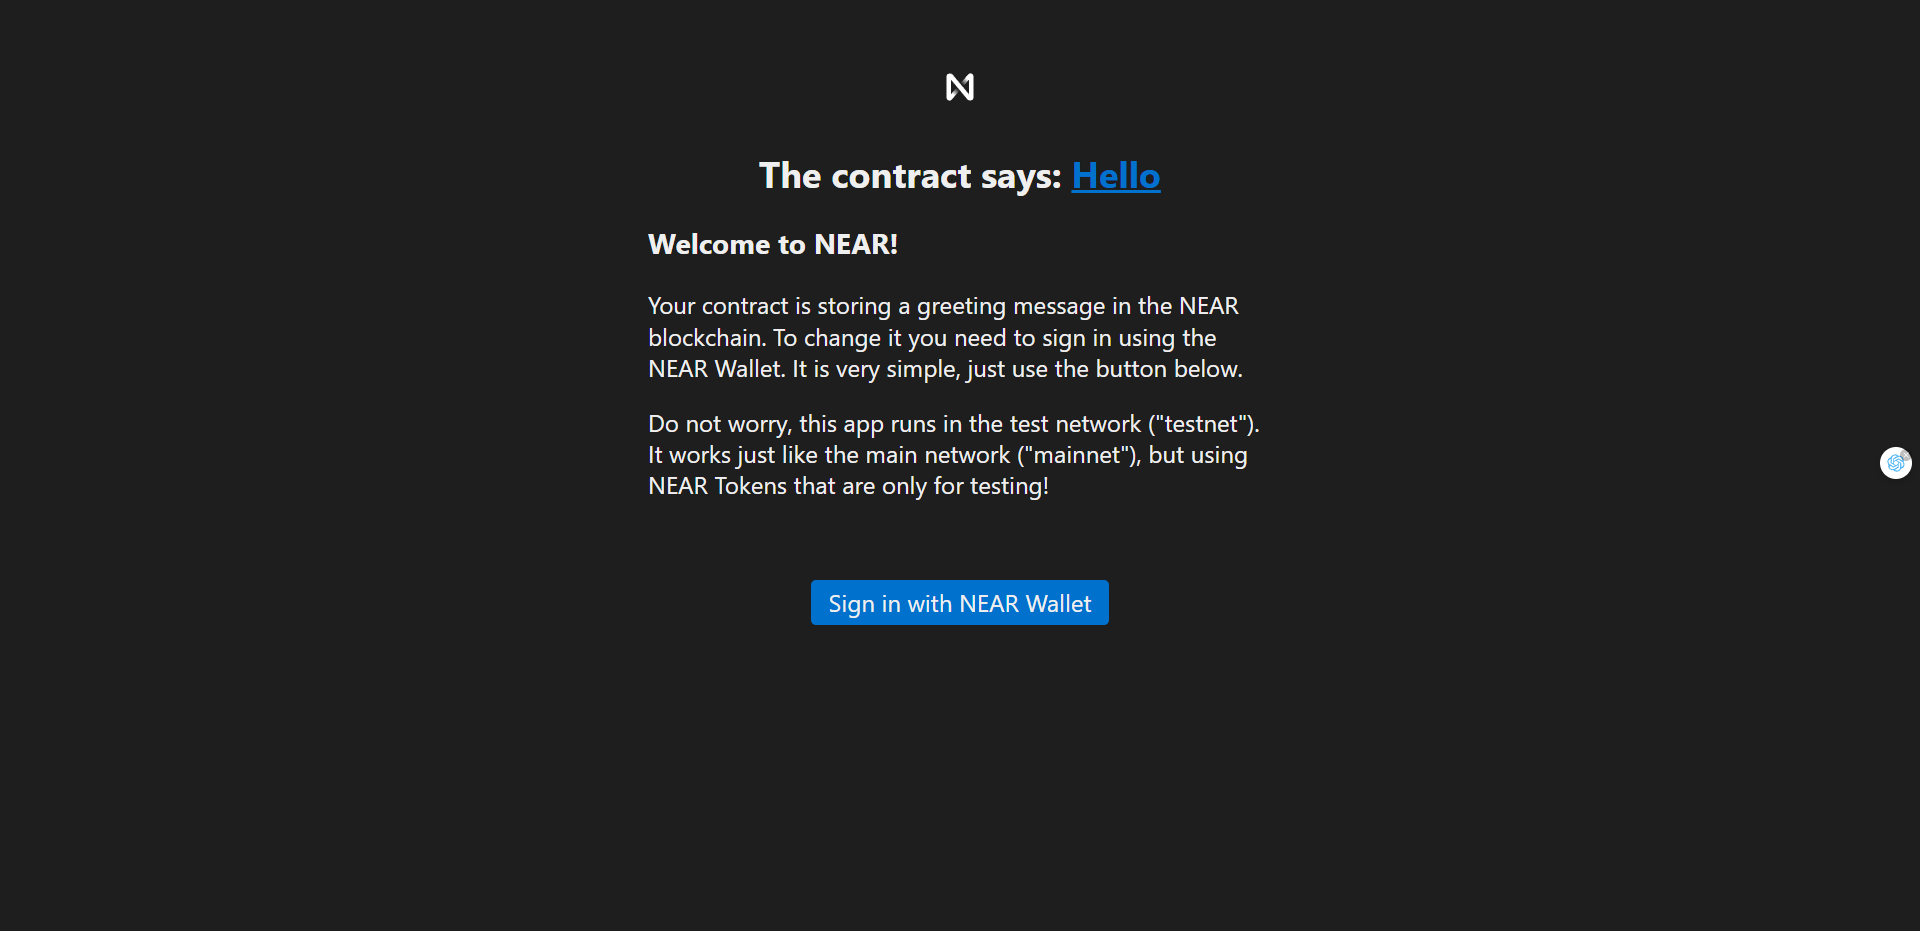 The contract says: Hello
Welcome to NEAR!
Your contract is storing a greeting message in the NEAR
blockchain. To change it you need to sign in using the
NEAR Wallet. It is very simple, just use the button below.
Do not worry, this app runs in the test network ("testnet").
It works just like the main network ("mainnet"), but using
NEAR Tokens that are only for testing!
Sign in with NEAR Wallet